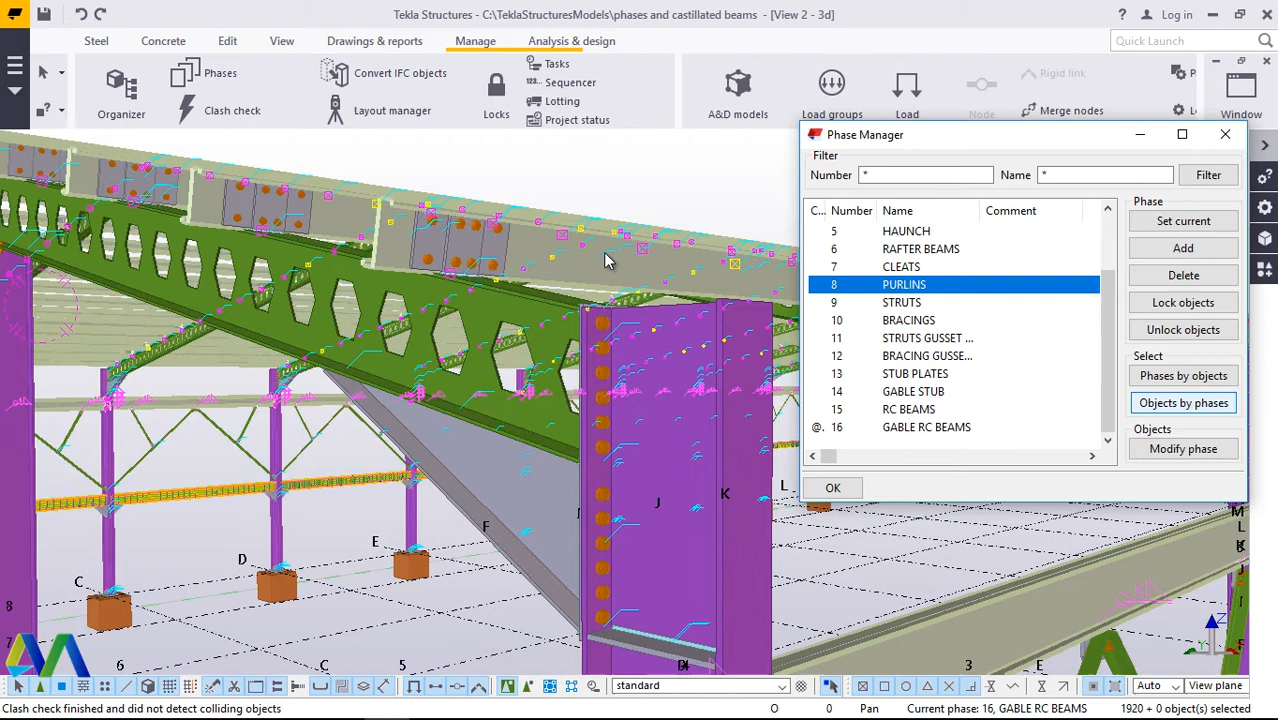 Tekla Structures - C:\TeklaStructuresModels\phases and castillated beams - [View 2 - 3d]
Log in
Steel Concrete Edit View Drawings & reports Manage Analysis & design
Quick Launch
Organizer
Phases
Clash check
Convert IFC objects
Layout manager
Locks
Tasks
Sequencer
Lotting
Project status
A&D models
Load groups
Load
Node
Rigid link
Merge nodes
Window
Phase Manager
Filter
Number * Name * Filter
C... Number Name Comment
5 HAUNCH
6 RAFTER BEAMS
7 CLEATS
8 PURLINS
9 STRUTS
10 BRACINGS
11 STRUTS GUSSET ...
12 BRACING GUSSE...
13 STUB PLATES
14 GABLE STUB
15 RC BEAMS
@. 16 GABLE RC BEAMS
Phase
Set current
Add
Delete
Lock objects
Unlock objects
Select
Phases by objects
Objects by phases
Objects
Modify phase
OK
J K
L
F
E
D
C
M
L
J
8
7
6 C 5
3 E
F
Z
standard
Auto View plane
Clash check finished and did not detect colliding objects O 0 Pan Current phase: 16, GABLE RC BEAMS 1920 + 0 object(s) selected